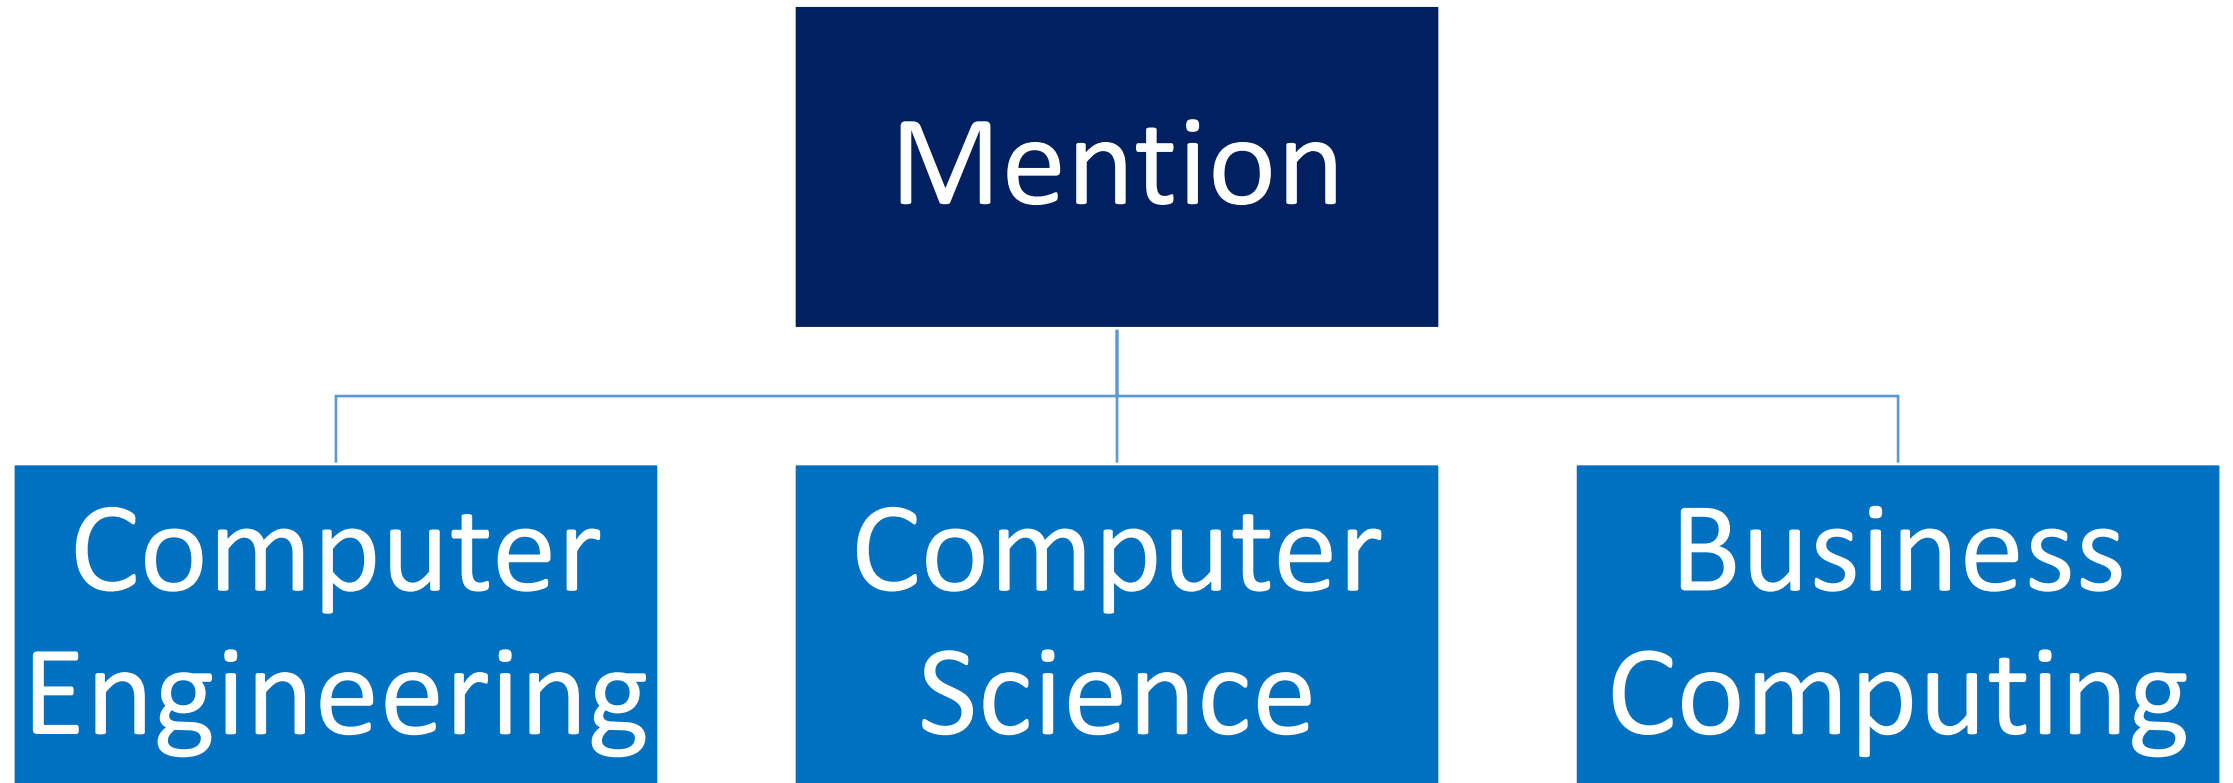 Mention
Computer
Engineering
Computer
Science
Business
Computing